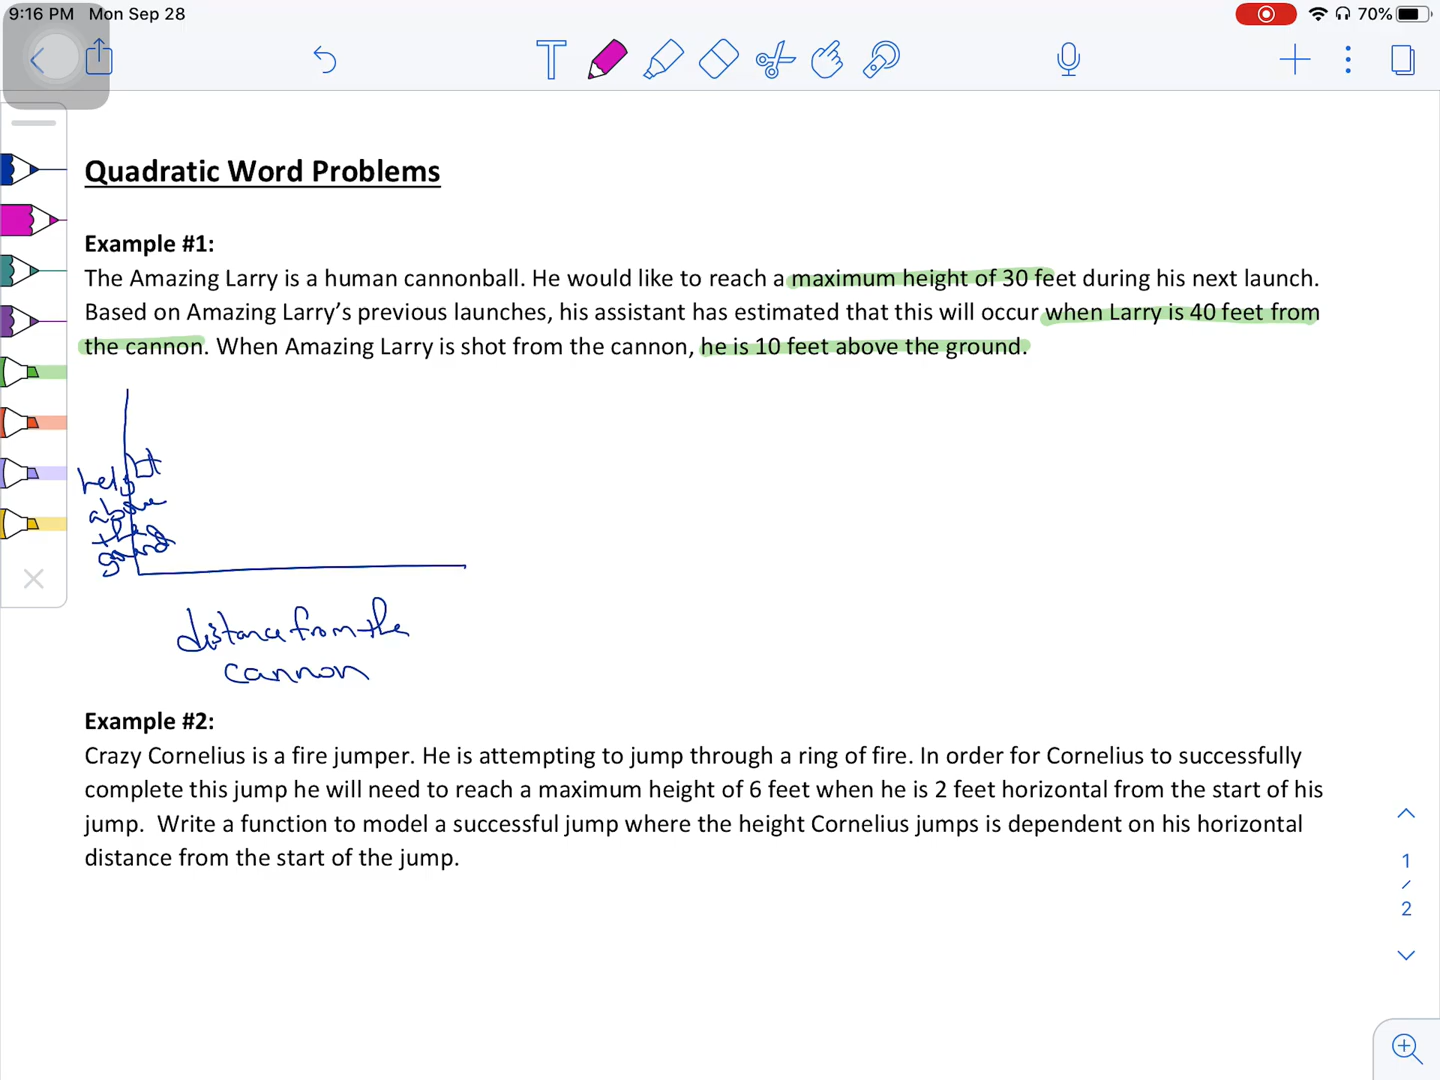 9:16 PM Mon Sep 28
70%
Quadratic Word Problems
Example #1:
The Amazing Larry is a human cannonball. He would like to reach a maximum height of 30 feet during his next launch.
Based on Amazing Larry’s previous launches, his assistant has estimated that this will occur when Larry is 40 feet from
the cannon. When Amazing Larry is shot from the cannon, he is 10 feet above the ground.
height
above
the
ground
distance from the
cannon
Example #2:
Crazy Cornelius is a fire jumper. He is attempting to jump through a ring of fire. In order for Cornelius to successfully
complete this jump he will need to reach a maximum height of 6 feet when he is 2 feet horizontal from the start of his
jump.  Write a function to model a successful jump where the height Cornelius jumps is dependent on his horizontal
distance from the start of the jump.
1
/
2